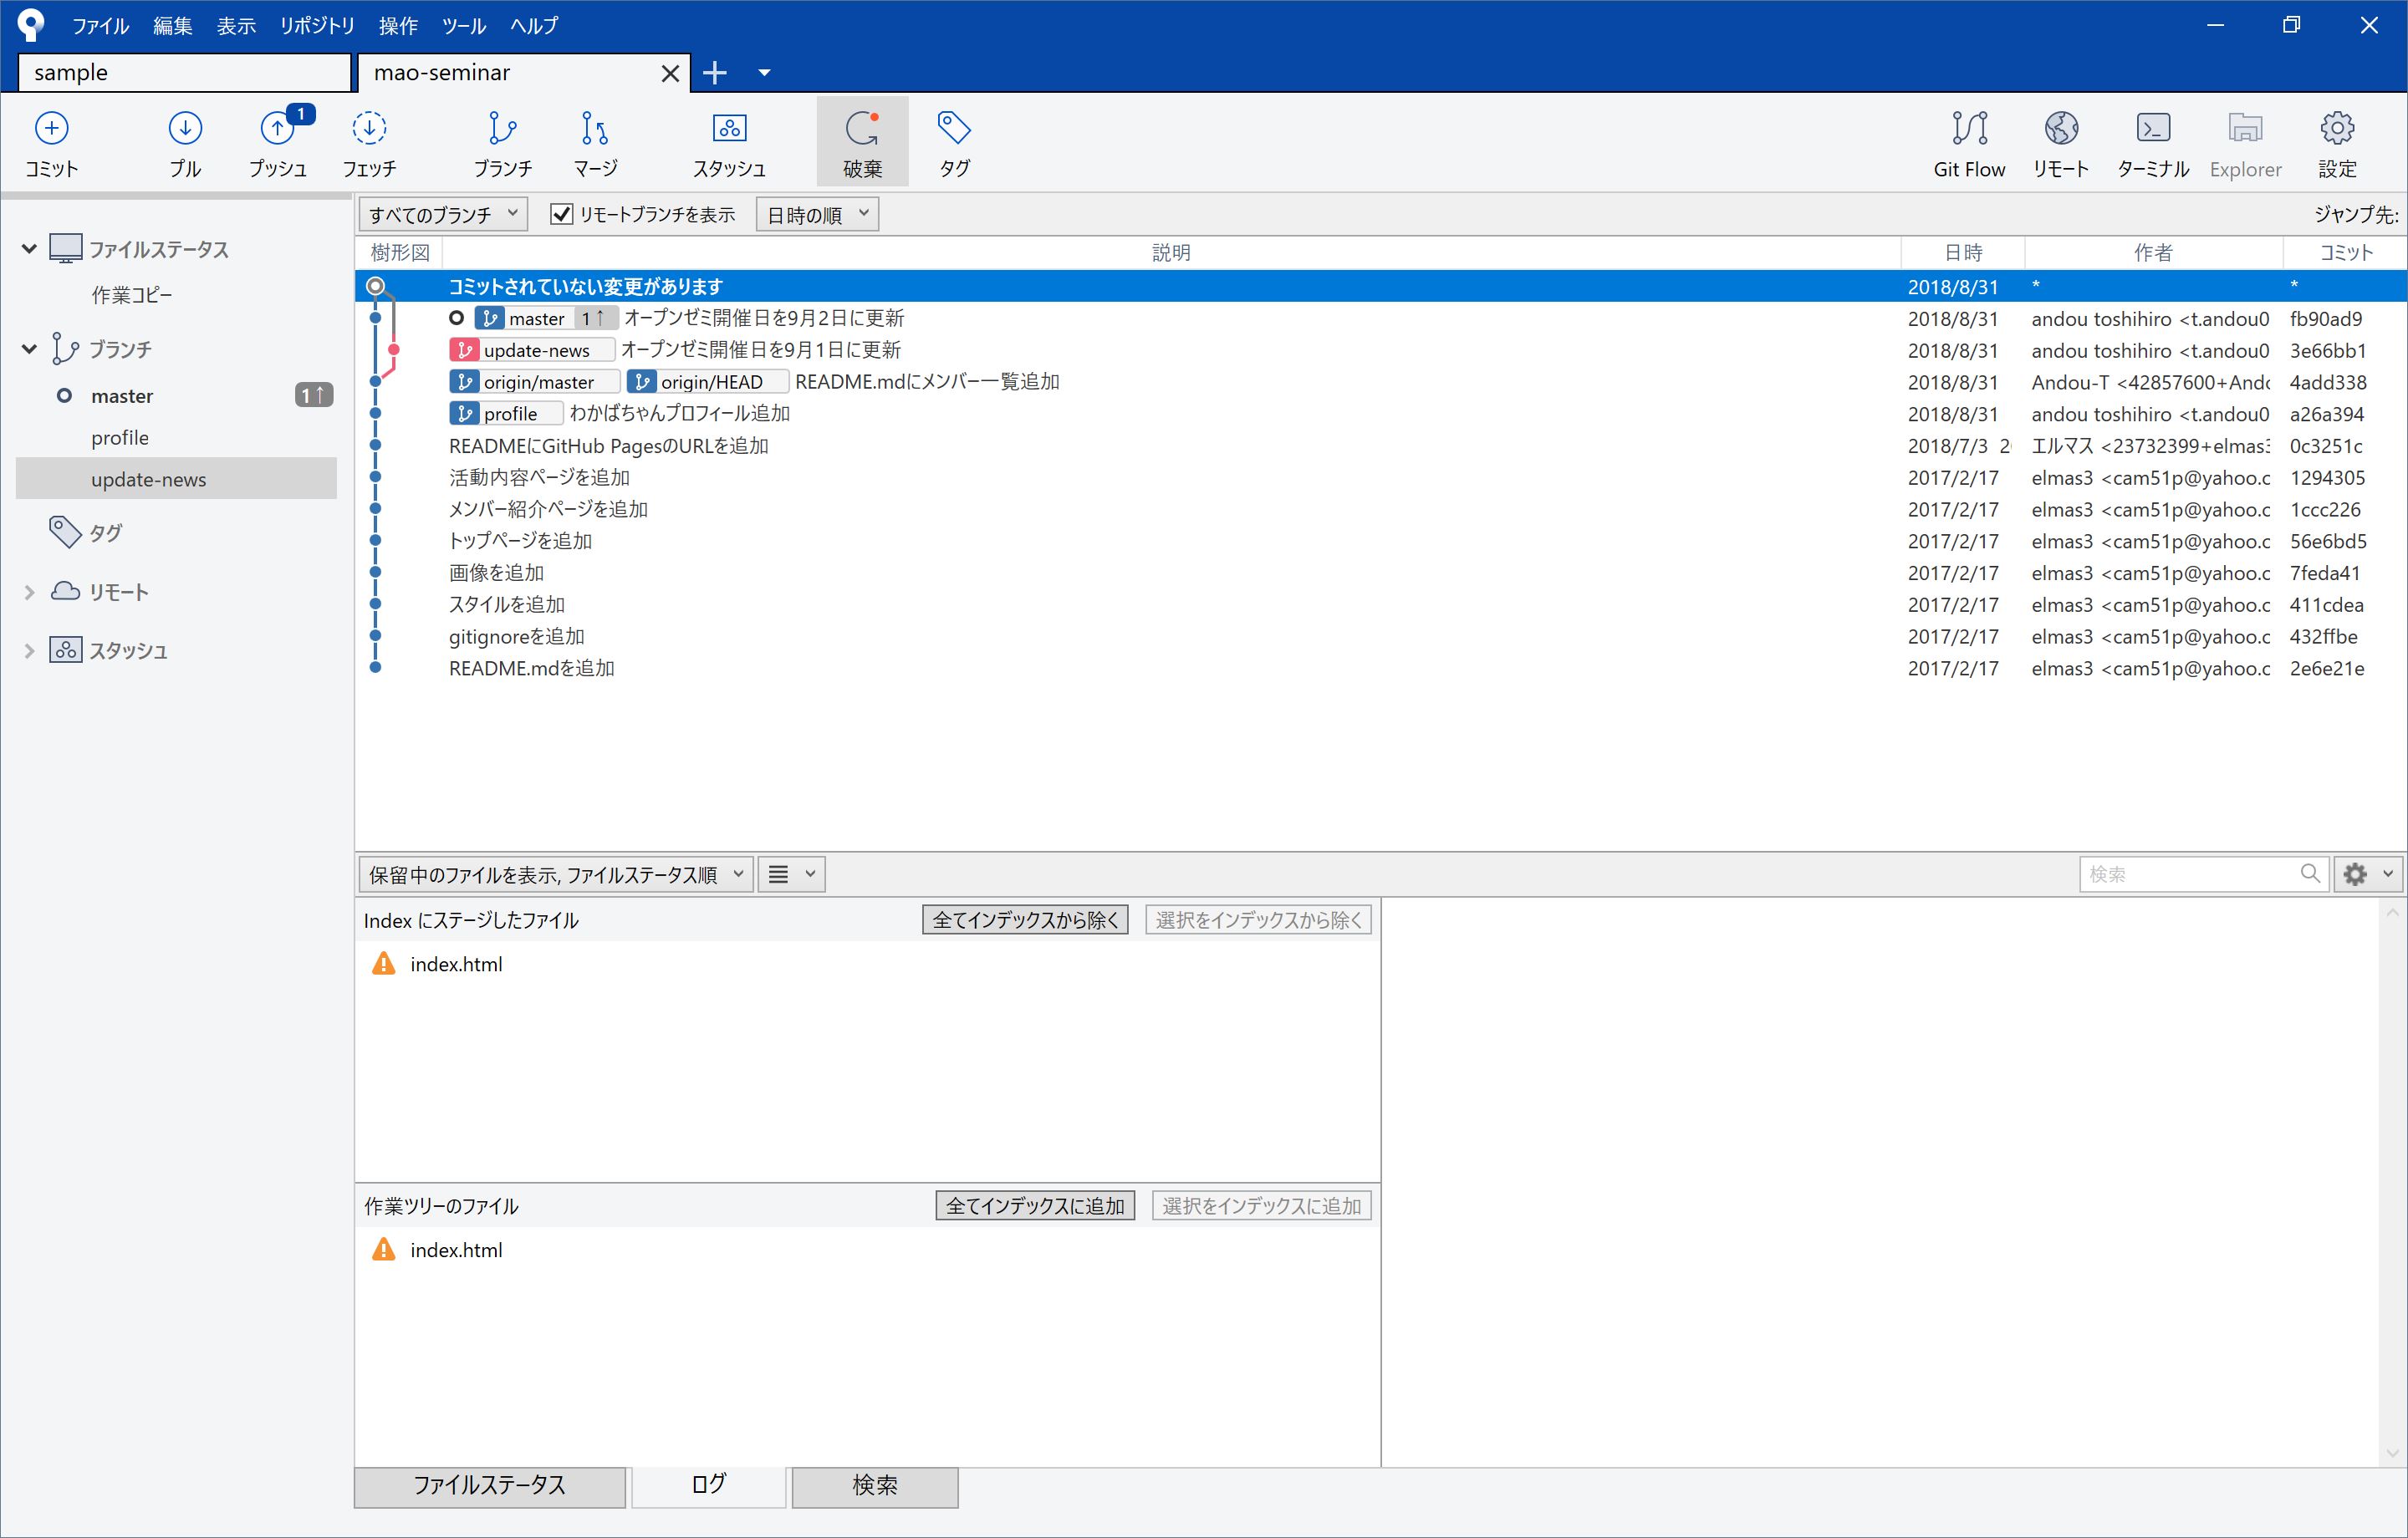 ファイル 編集 表示 リポジトリ 操作 ツール ヘルプ
sample mao-seminar
1
コミット プル プッシュ フェッチ ブランチ マージ スタッシュ 破棄 タグ Git Flow リモート ターミナル Explorer 設定
すべてのブランチ リモートブランチを表示 日時の順 ジャンプ先:
ファイルステータス
作業コピー
ブランチ
master 1↑
profile
update-news
タグ
リモート
スタッシュ
樹形図 説明 日時 作者 コミット
コミットされていない変更があります 2018/8/31 * *
master 1↑ オープンゼミ開催日を9月2日に更新 2018/8/31 andou toshihiro <t.andou0 fb90ad9
update-news オープンゼミ開催日を9月1日に更新 2018/8/31 andou toshihiro <t.andou0 3e66bb1
origin/master origin/HEAD README.mdにメンバー一覧追加 2018/8/31 Andou-T <42857600+Ando 4add338
profile わかばちゃんプロフィール追加 2018/8/31 andou toshihiro <t.andou0 a26a394
READMEにGitHub PagesのURLを追加 2018/7/3 2 エルマス <23732399+elmas3 0c3251c
活動内容ページを追加 2017/2/17 elmas3 <cam51p@yahoo.c 1294305
メンバー紹介ページを追加 2017/2/17 elmas3 <cam51p@yahoo.c 1ccc226
トップページを追加 2017/2/17 elmas3 <cam51p@yahoo.c 56e6bd5
画像を追加 2017/2/17 elmas3 <cam51p@yahoo.c 7feda41
スタイルを追加 2017/2/17 elmas3 <cam51p@yahoo.c 411cdea
gitignoreを追加 2017/2/17 elmas3 <cam51p@yahoo.c 432ffbe
README.mdを追加 2017/2/17 elmas3 <cam51p@yahoo.c 2e6e21e
保留中のファイルを表示, ファイルステータス順 検索
Index にステージしたファイル 全てインデックスから除く 選択をインデックスから除く
index.html
作業ツリーのファイル 全てインデックスに追加 選択をインデックスに追加
index.html
ファイルステータス ログ 検索